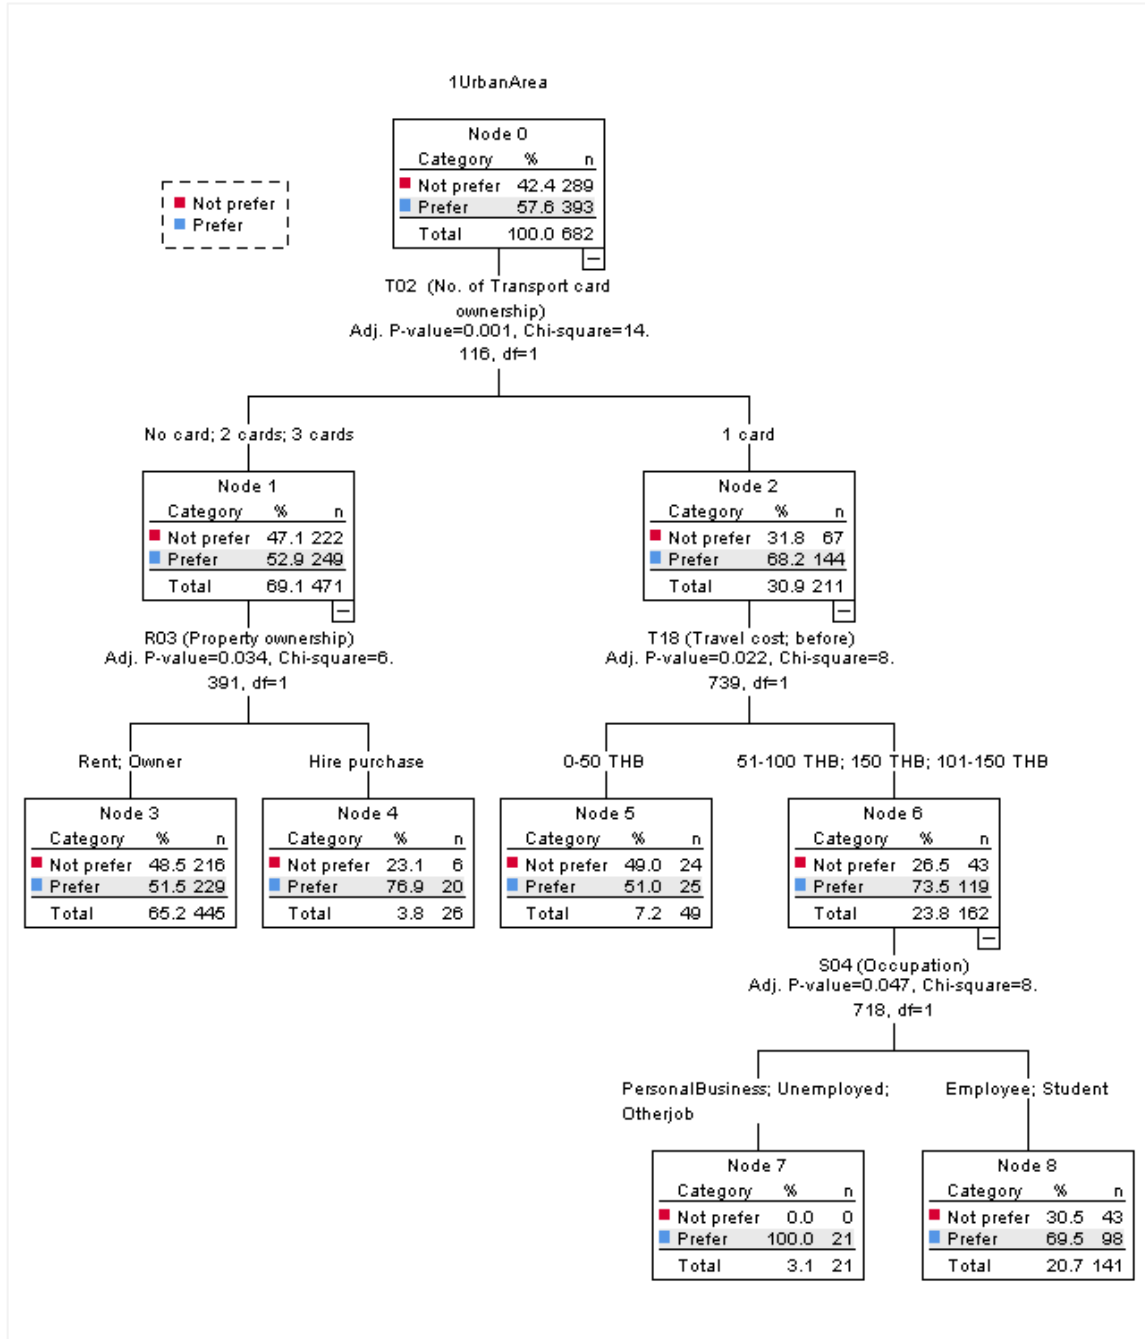 1UrbanArea
Node 0
Category % n
Not prefer 42.4 289
Prefer 57.6 393
Total 100.0 682
Not prefer
Prefer
T02 (No. of Transport card
ownership)
Adj. P-value=0.001, Chi-square=14.
116, df=1
No card; 2 cards; 3 cards
1 card
Node 1
Category % n
Not prefer 47.1 222
Prefer 52.9 249
Total 69.1 471
Node 2
Category % n
Not prefer 31.8 67
Prefer 68.2 144
Total 30.9 211
R03 (Property ownership)
Adj. P-value=0.034, Chi-square=6.
391, df=1
T18 (Travel cost; before)
Adj. P-value=0.022, Chi-square=8.
739, df=1
Rent; Owner
Hire purchase
0-50 THB
51-100 THB; 150 THB; 101-150 THB
Node 3
Category % n
Not prefer 48.5 216
Prefer 51.5 229
Total 65.2 445
Node 4
Category % n
Not prefer 23.1 6
Prefer 76.9 20
Total 3.8 26
Node 5
Category % n
Not prefer 49.0 24
Prefer 51.0 25
Total 7.2 49
Node 6
Category % n
Not prefer 26.5 43
Prefer 73.5 119
Total 23.8 162
S04 (Occupation)
Adj. P-value=0.047, Chi-square=8.
718, df=1
PersonalBusiness; Unemployed;
Otherjob
Employee; Student
Node 7
Category % n
Not prefer 0.0 0
Prefer 100.0 21
Total 3.1 21
Node 8
Category % n
Not prefer 30.5 43
Prefer 69.5 98
Total 20.7 141